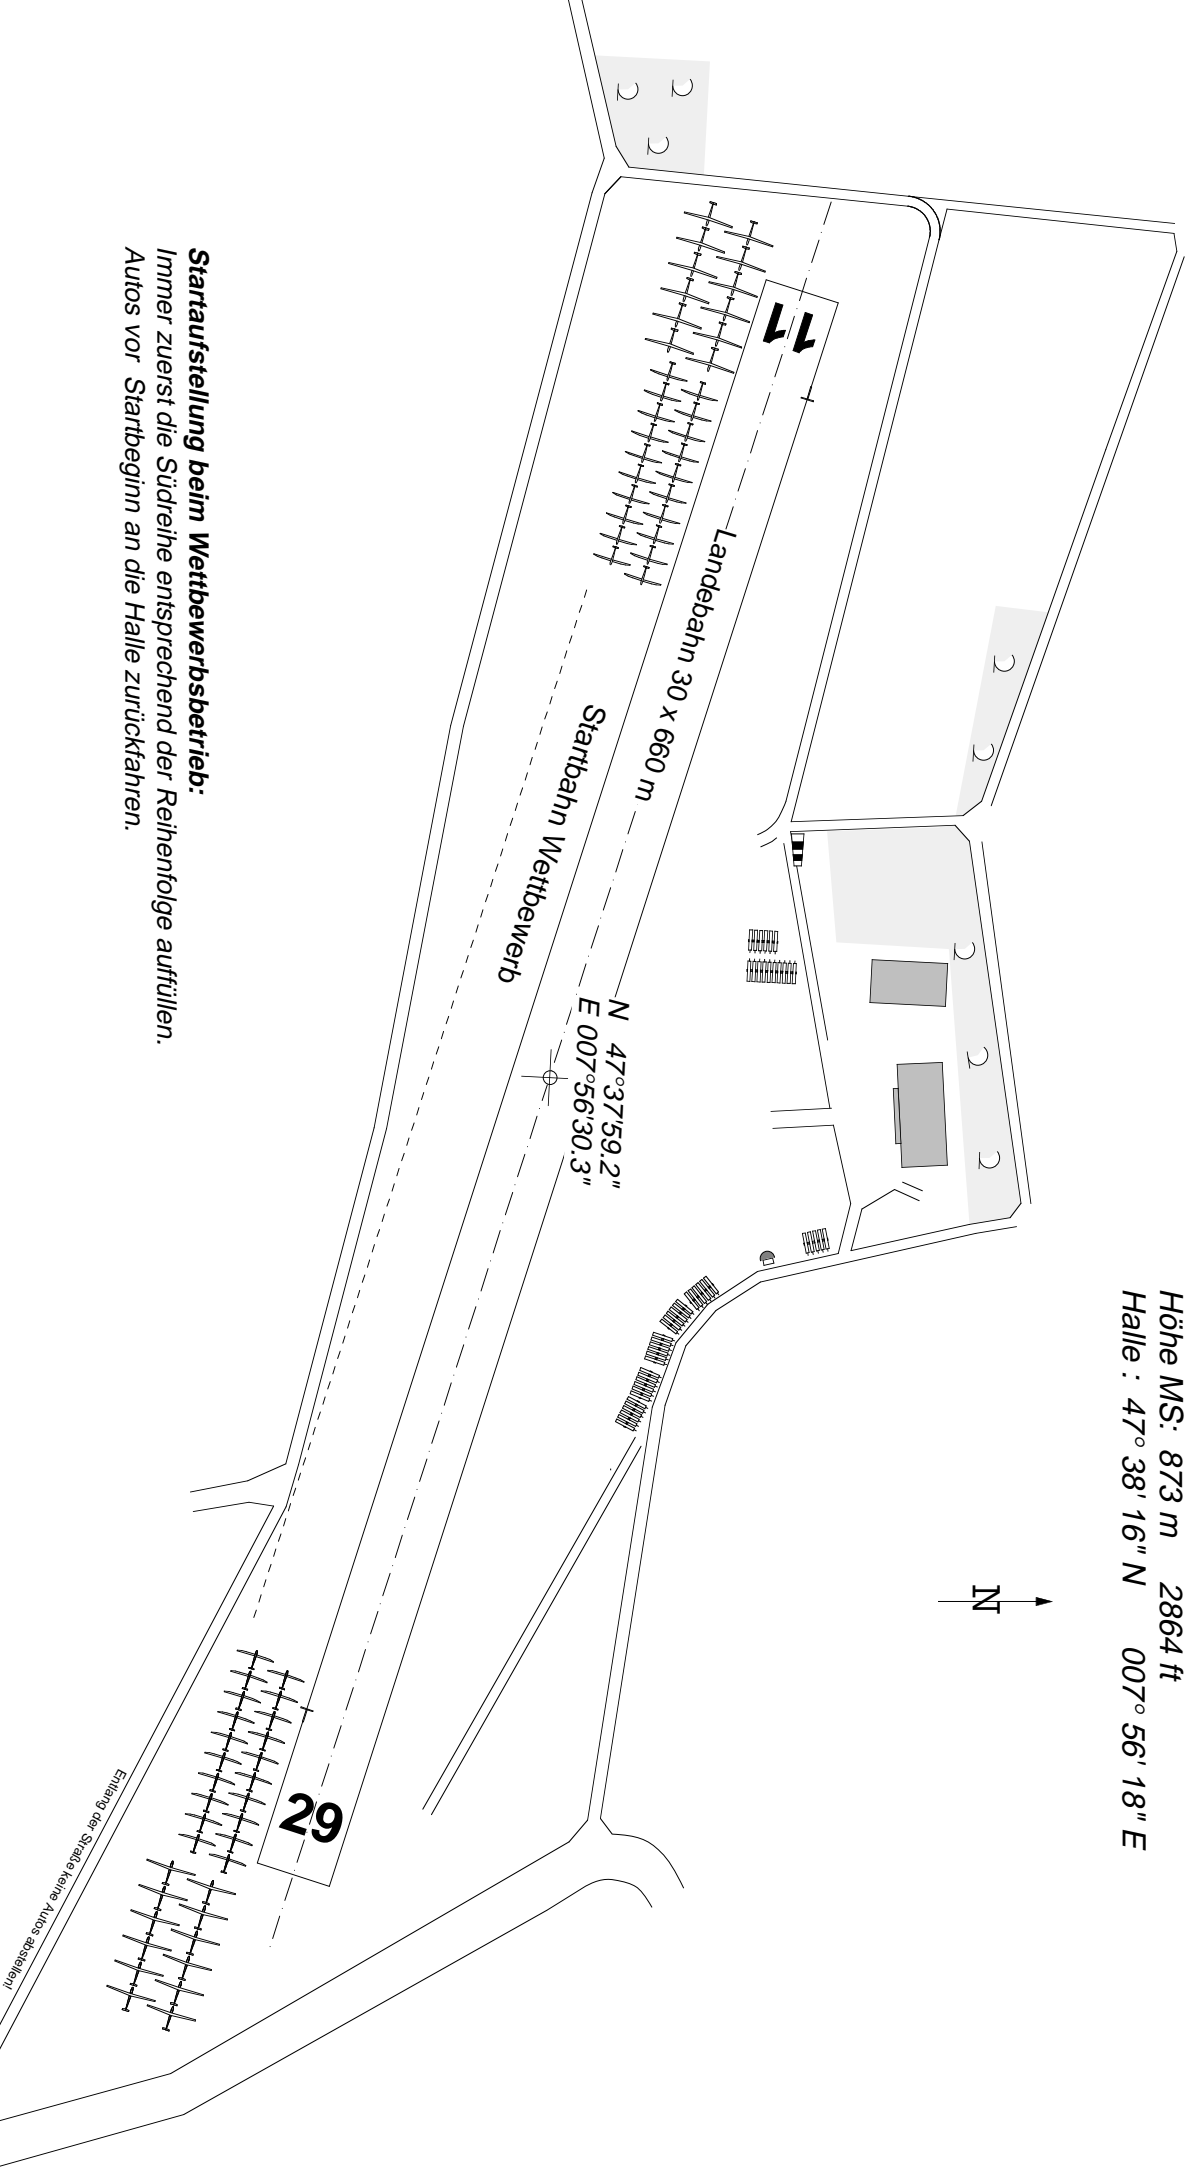 Höhe MS: 873 m 2864 ft
Halle : 47° 38' 16" N 007° 56' 18" E
N
11
Landebahn 30 x 660 m
N 47°37'59.2"
E 007°56'30.3"
Startbahn Wettbewerb
29
Startaufstellung beim Wettbewerbsbetrieb:
Immer zuerst die Südreihe entsprechend der Reihenfolge auffüllen.
Autos vor Startbeginn an die Halle zurückfahren.
Entlang der Straße keine Autos abstellen!